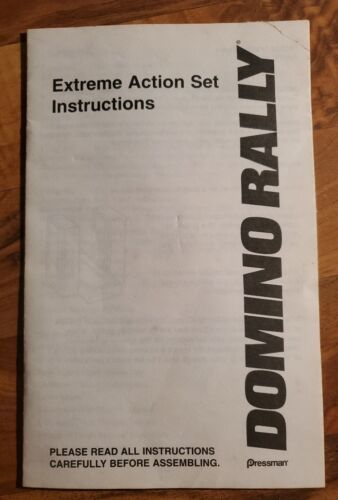 Extreme Action Set
Instructions
DOMINO RALLY®
PLEASE READ ALL INSTRUCTIONS
CAREFULLY BEFORE ASSEMBLING.
Pressman